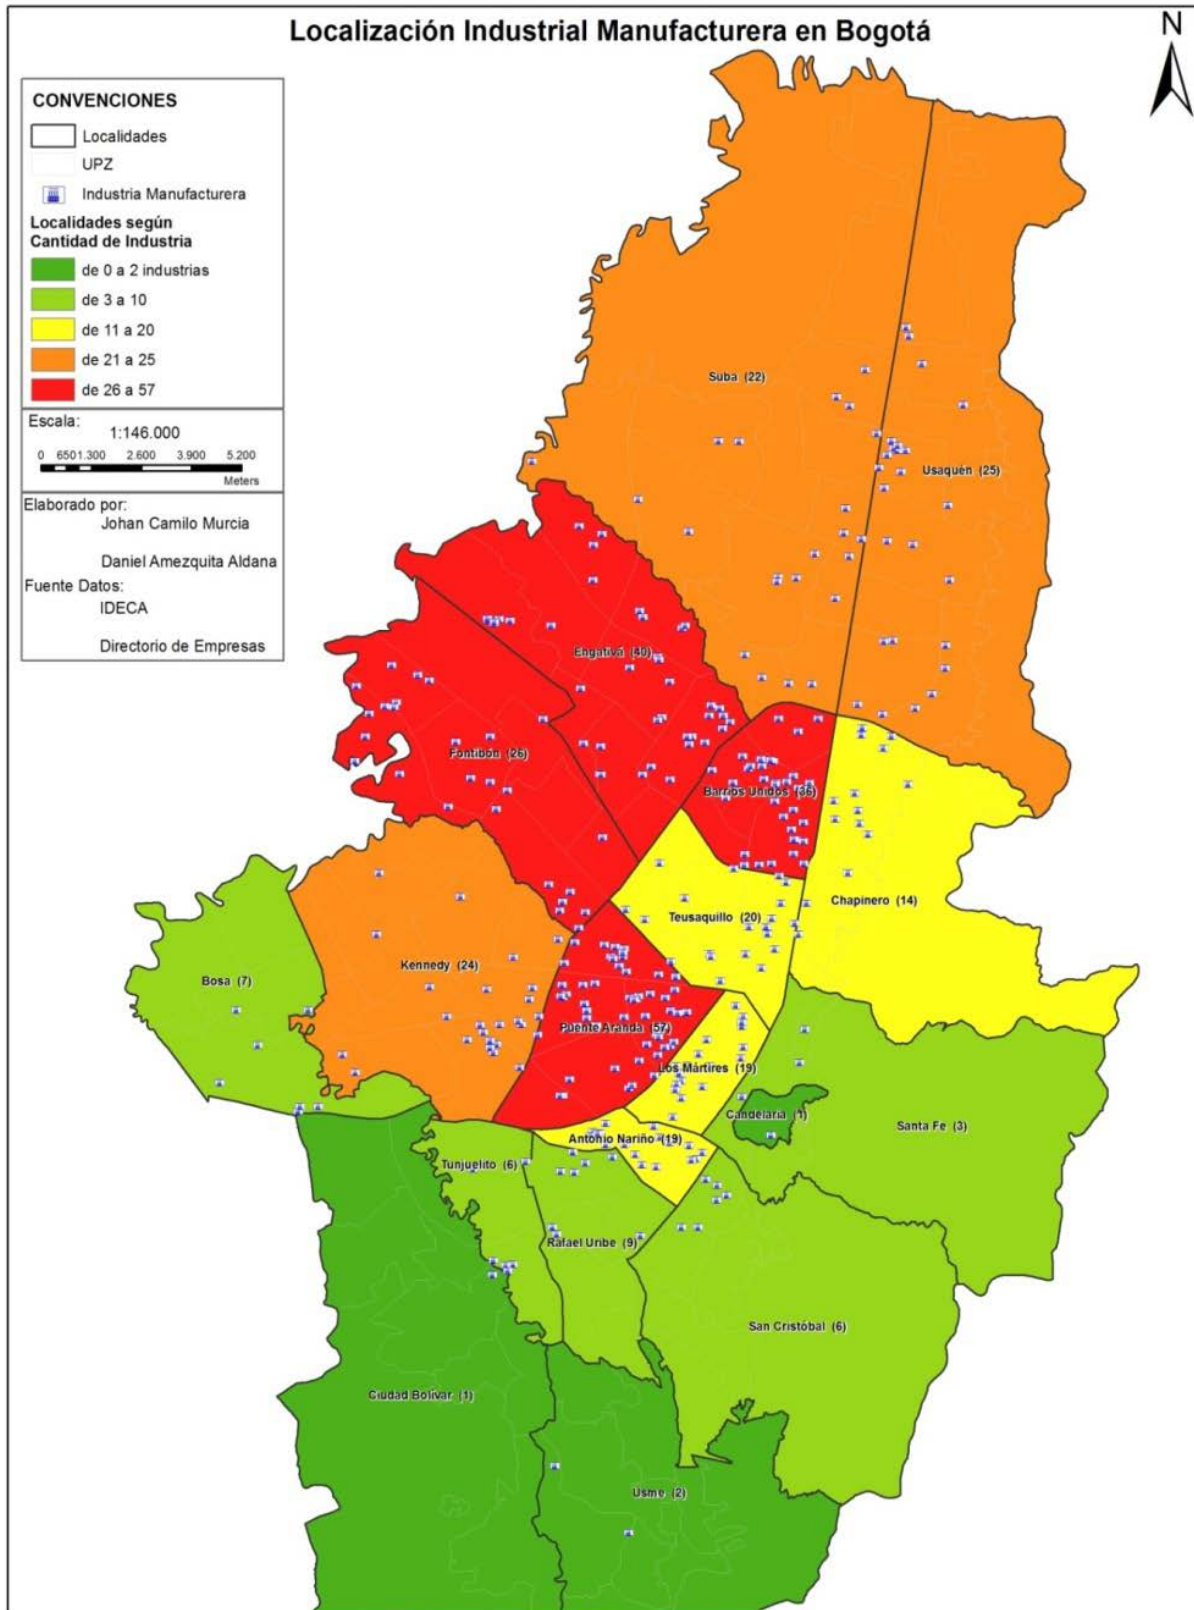 Localización Industrial Manufacturera en Bogotá
N
CONVENCIONES
Localidades
UPZ
Industria Manufacturera
Localidades según
Cantidad de Industria
de 0 a 2 industrias
de 3 a 10
de 11 a 20
de 21 a 25
de 26 a 57
Escala:
1:146.000
0 650 1.300 2.600 3.900 5.200
Meters
Elaborado por:
Johan Camilo Murcia
Daniel Amezquita Aldana
Fuente Datos:
IDECA
Directorio de Empresas
Suba (22)
Usaquén (25)
Engativá (40)
Fontibón (26)
Barrios Unidos (36)
Chapinero (14)
Teusaquillo (20)
Kennedy (24)
Bosa (7)
Puente Aranda (57)
Los Mártires (19)
Candelaria (1)
Santa Fe (3)
Antonio Nariño (19)
Tunjuelito (6)
Rafael Uribe (9)
San Cristóbal (6)
Ciudad Bolívar (1)
Usme (2)